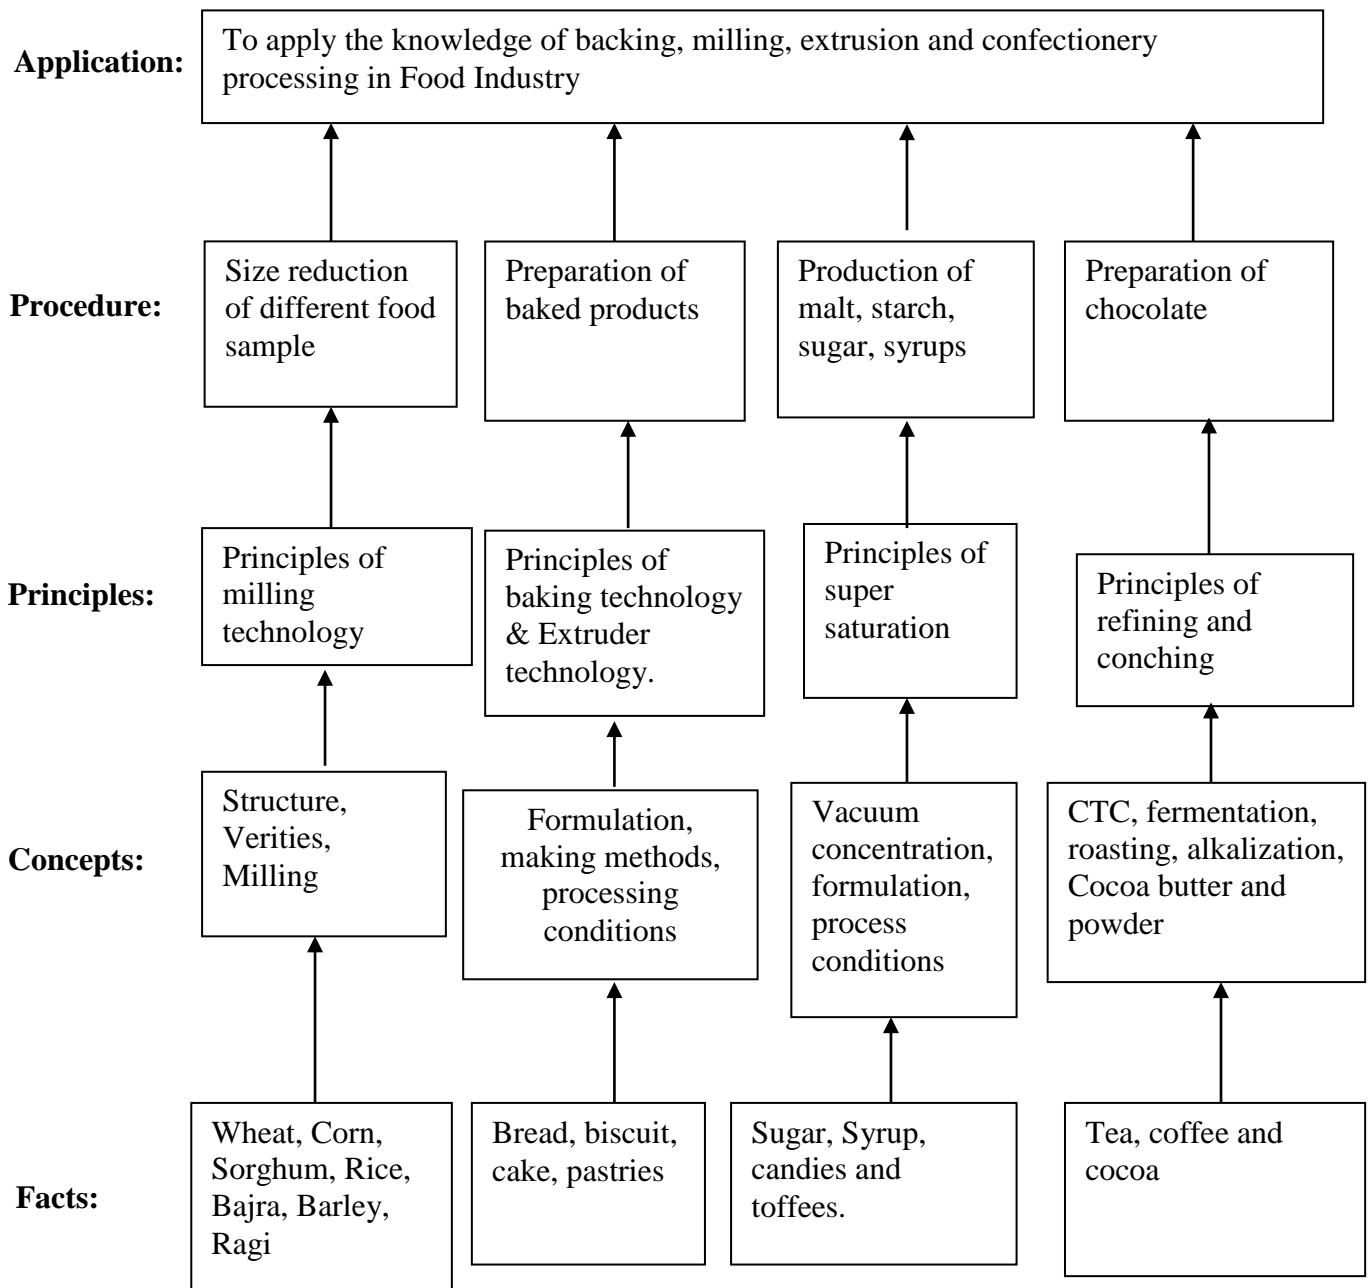 Application:
To apply the knowledge of backing, milling, extrusion and confectionery
processing in Food Industry
Procedure:
Size reduction
of different food
sample
Preparation of
baked products
Production of
malt, starch,
sugar, syrups
Preparation of
chocolate
Principles:
Principles of
milling
technology
Principles of
baking technology
& Extruder
technology.
Principles of
super
saturation
Principles of
refining and
conching
Concepts:
Structure,
Verities,
Milling
Formulation,
making methods,
processing
conditions
Vacuum
concentration,
formulation,
process
conditions
CTC, fermentation,
roasting, alkalization,
Cocoa butter and
powder
Facts:
Wheat, Corn,
Sorghum, Rice,
Bajra, Barley,
Ragi
Bread, biscuit,
cake, pastries
Sugar, Syrup,
candies and
toffees.
Tea, coffee and
cocoa